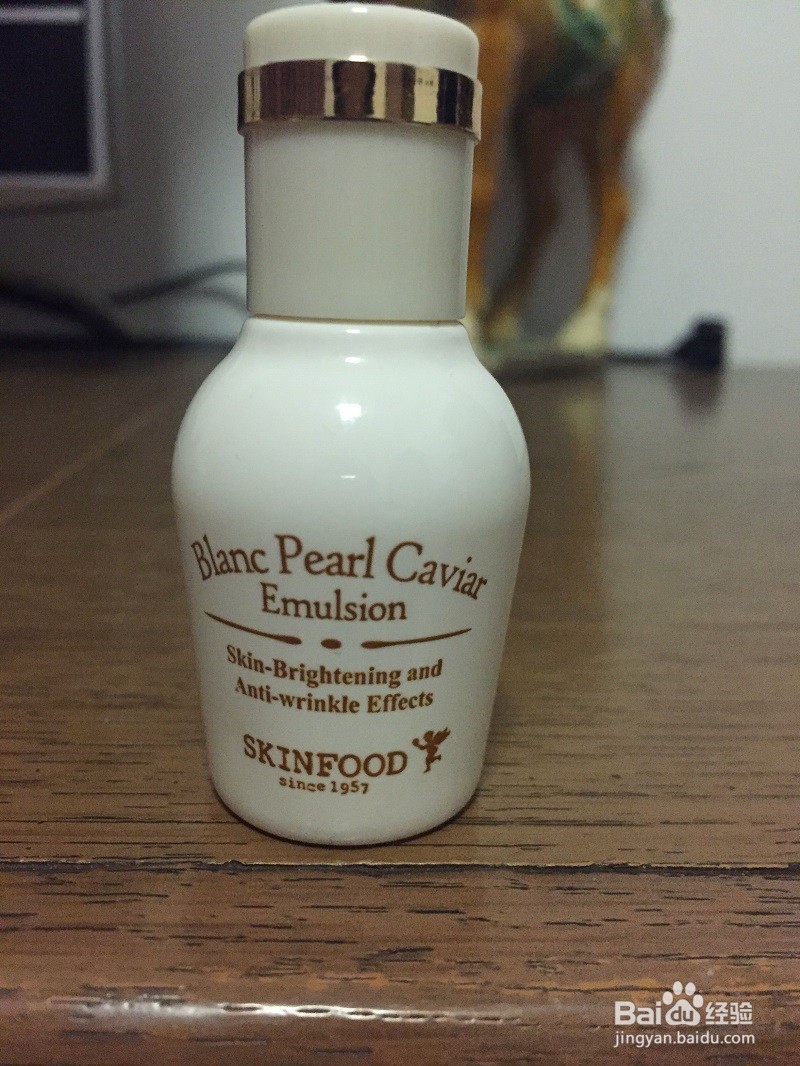 Blanc Pearl Caviar
Emulsion
Skin-Brightening and
Anti-wrinkle Effects
SKINFOOD
since 1957
Bai du 经验
jingyan.baidu.com